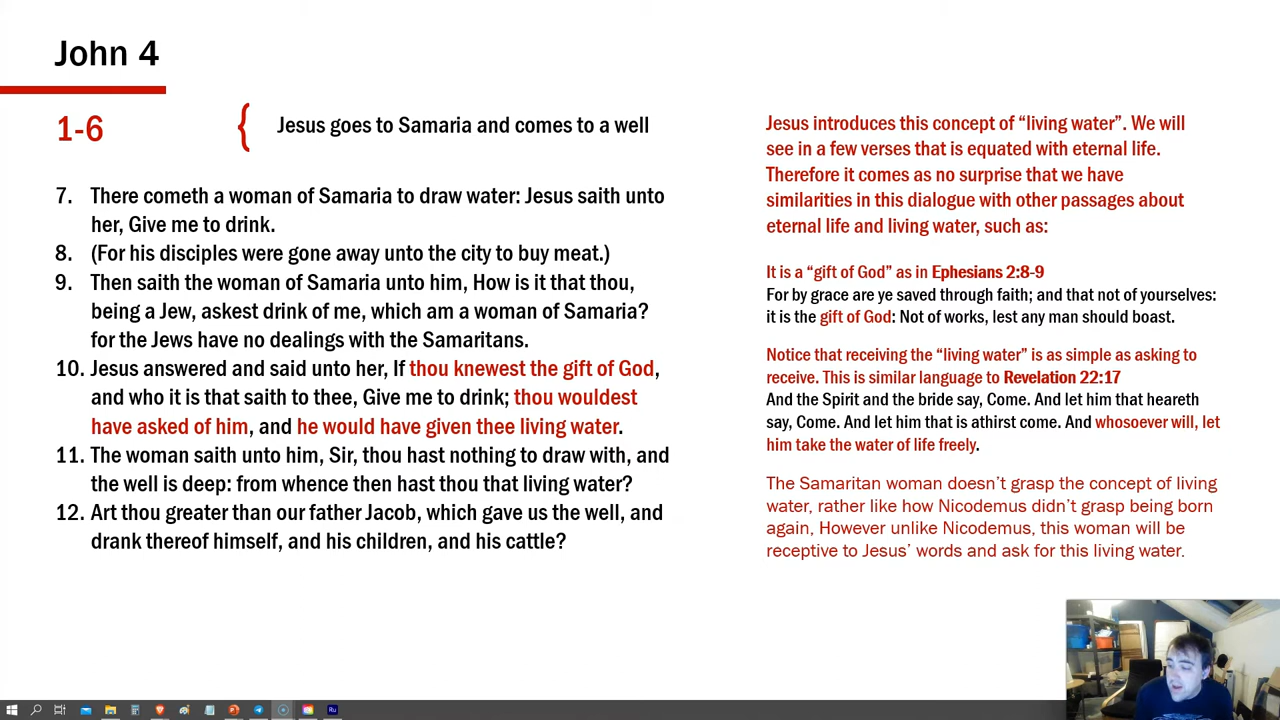 John 4
1-6
{ Jesus goes to Samaria and comes to a well
7. There cometh a woman of Samaria to draw water: Jesus saith unto
her, Give me to drink.
8. (For his disciples were gone away unto the city to buy meat.)
9. Then saith the woman of Samaria unto him, How is it that thou,
being a Jew, askest drink of me, which am a woman of Samaria?
for the Jews have no dealings with the Samaritans.
10. Jesus answered and said unto her, If thou knewest the gift of God,
and who it is that saith to thee, Give me to drink; thou wouldest
have asked of him, and he would have given thee living water.
11. The woman saith unto him, Sir, thou hast nothing to draw with, and
the well is deep: from whence then hast thou that living water?
12. Art thou greater than our father Jacob, which gave us the well, and
drank thereof himself, and his children, and his cattle?
Jesus introduces this concept of “living water”. We will
see in a few verses that is equated with eternal life.
Therefore it comes as no surprise that we have
similarities in this dialogue with other passages about
eternal life and living water, such as:
It is a “gift of God” as in Ephesians 2:8-9
For by grace are ye saved through faith; and that not of yourselves:
it is the gift of God: Not of works, lest any man should boast.
Notice that receiving the “living water” is as simple as asking to
receive. This is similar language to Revelation 22:17
And the Spirit and the bride say, Come. And let him that heareth
say, Come. And let him that is athirst come. And whosoever will, let
him take the water of life freely.
The Samaritan woman doesn’t grasp the concept of living
water, rather like how Nicodemus didn’t grasp being born
again, However unlike Nicodemus, this woman will be
receptive to Jesus’ words and ask for this living water.
Ru